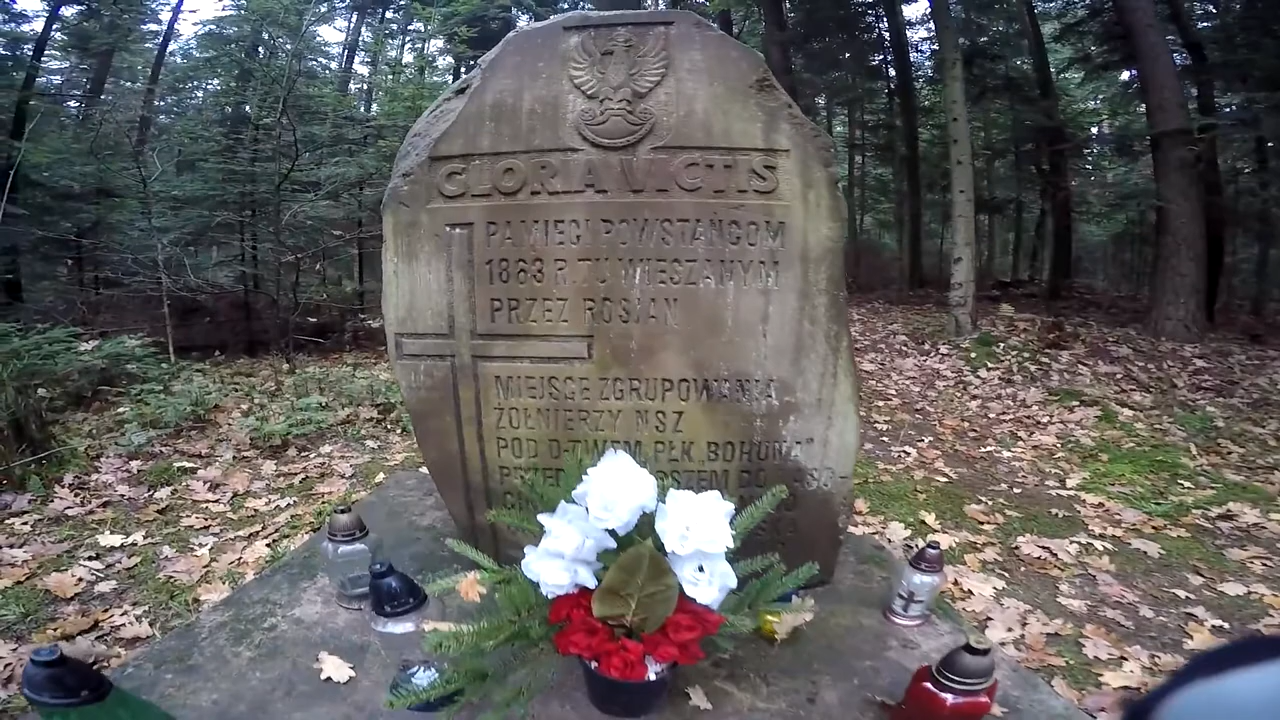 GLORIA VICTIS
PAMIĘCI POWSTAŃCOM
1863 R. TU WIESZANYM
PRZEZ ROSJAN
MIEJSCE ZGRUPOWANIA
ŻOŁNIERZY NSZ
POD D-TWEM PŁK „BOHUNA”